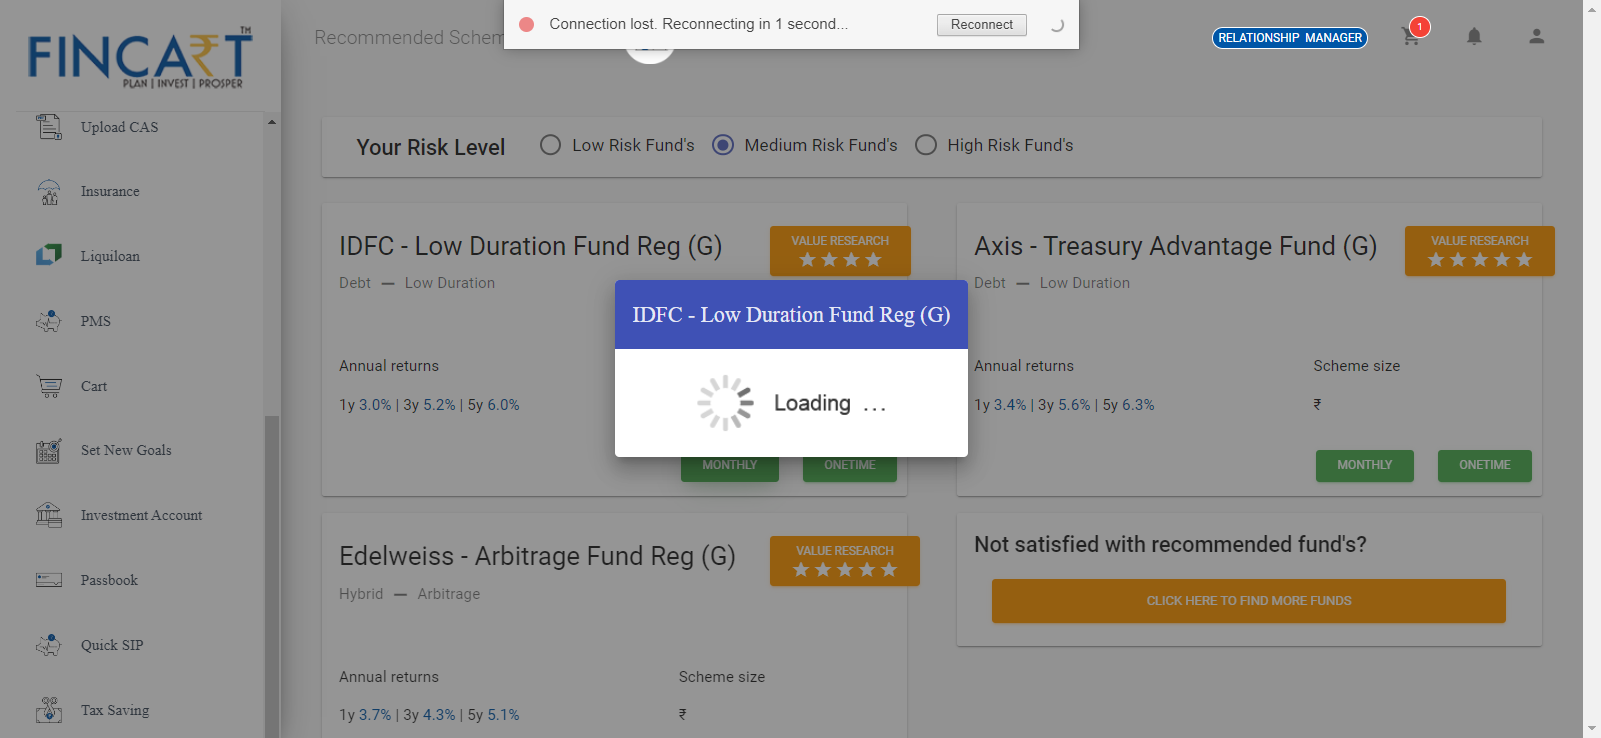 Connection lost. Reconnecting in 1 second...
Reconnect
FINCART™
PLAN | INVEST | PROSPER
Recommended
RELATIONSHIP MANAGER
1
Upload CAS
Insurance
Liquiloan
PMS
Cart
Set New Goals
Investment Account
Passbook
Quick SIP
Tax Saving
Your Risk Level
Low Risk Fund's
Medium Risk Fund's
High Risk Fund's
IDFC - Low Duration Fund Reg (G)
VALUE RESEARCH
Debt — Low Duration
Annual returns
1y 3.0% | 3y 5.2% | 5y 6.0%
MONTHLY
ONETIME
IDFC - Low Duration Fund Reg (G)
Loading ...
Axis - Treasury Advantage Fund (G)
VALUE RESEARCH
Debt — Low Duration
Annual returns
Scheme size
1y 3.4% | 3y 5.6% | 5y 6.3%
₹
MONTHLY
ONETIME
Edelweiss - Arbitrage Fund Reg (G)
VALUE RESEARCH
Hybrid — Arbitrage
Annual returns
Scheme size
1y 3.7% | 3y 4.3% | 5y 5.1%
₹
Not satisfied with recommended fund's?
CLICK HERE TO FIND MORE FUNDS